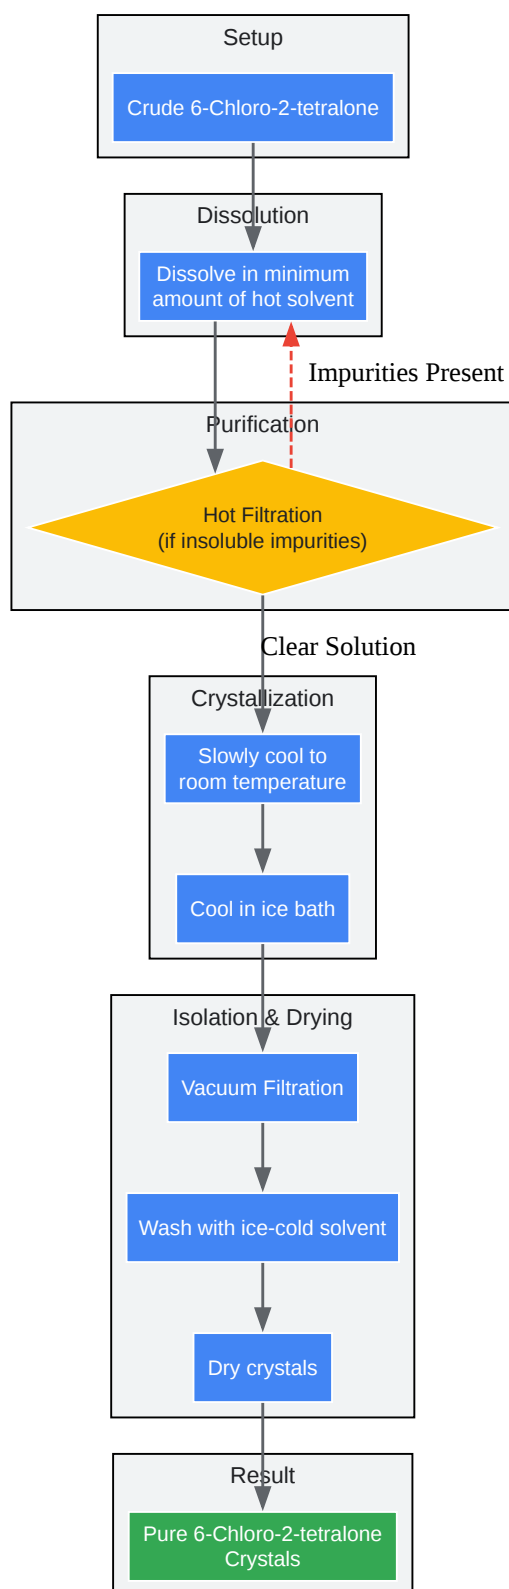 Setup
Crude 6-Chloro-2-tetralone
Dissolution
Dissolve in minimum
amount of hot solvent
Impurities Present
Purification
Hot Filtration
(if insoluble impurities)
Clear Solution
Crystallization
Slowly cool to
room temperature
Cool in ice bath
Isolation & Drying
Vacuum Filtration
Wash with ice-cold solvent
Dry crystals
Result
Pure 6-Chloro-2-tetralone
Crystals